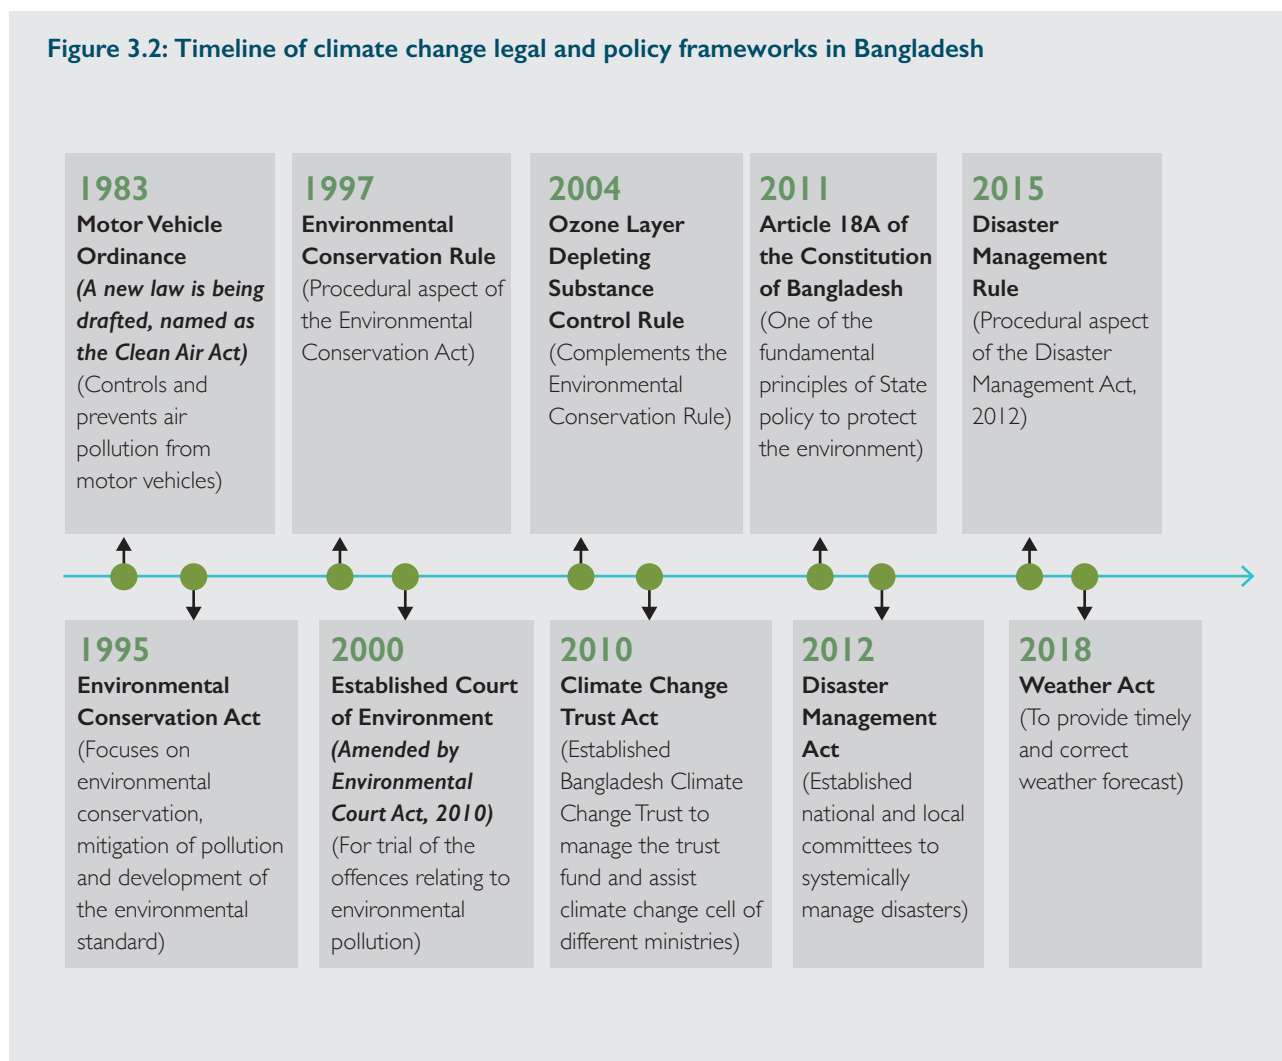 Figure 3.2: Timeline of climate change legal and policy frameworks in Bangladesh
1983
Motor Vehicle
Ordinance
(A new law is being
drafted, named as
the Clean Air Act)
(Controls and
prevents air
pollution from
motor vehicles)
1997
Environmental
Conservation Rule
(Procedural aspect of
the Environmental
Conservation Act)
2004
Ozone Layer
Depleting
Substance
Control Rule
(Complements the
Environmental
Conservation Rule)
2011
Article 18A of
the Constitution
of Bangladesh
(One of the
fundamental
principles of State
policy to protect
the environment)
2015
Disaster
Management
Rule
(Procedural aspect
of the Disaster
Management Act,
2012)
1995
Environmental
Conservation Act
(Focuses on
environmental
conservation,
mitigation of pollution
and development of
the environmental
standard)
2000
Established Court
of Environment
(Amended by
Environmental
Court Act, 2010)
(For trial of the
offences relating to
environmental
pollution)
2010
Climate Change
Trust Act
(Established
Bangladesh Climate
Change Trust to
manage the trust
fund and assist
climate change cell of
different ministries)
2012
Disaster
Management
Act
(Established
national and local
committees to
systemically
manage disasters)
2018
Weather Act
(To provide timely
and correct
weather forecast)